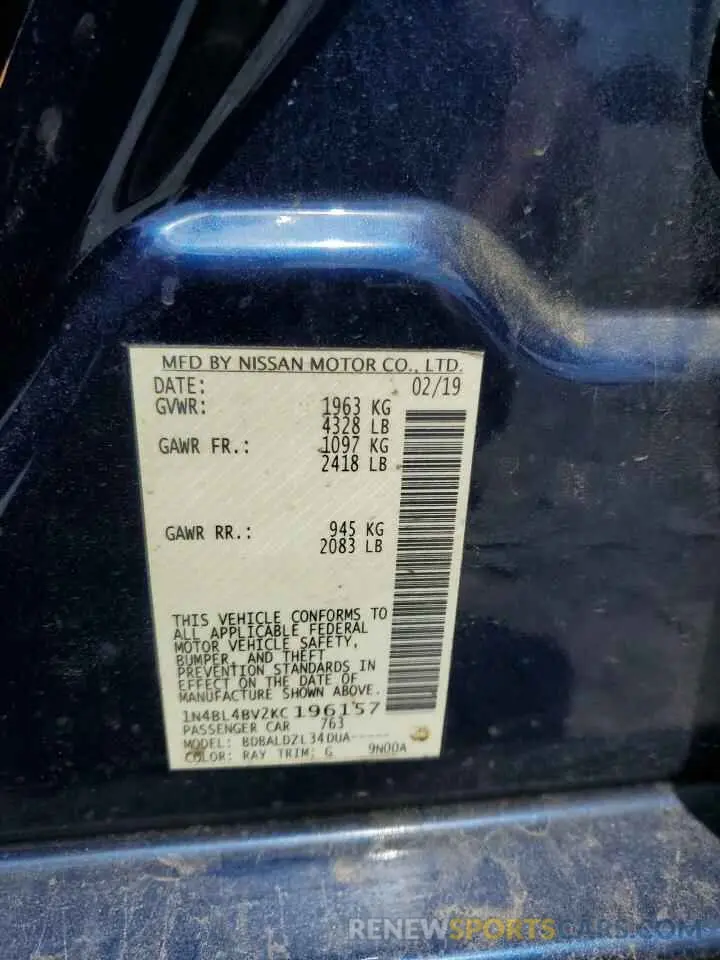 MFD BY NISSAN MOTOR CO., LTD.
DATE: 02/19
GVWR: 1963 KG
4328 LB
GAWR FR.: 1097 KG
2418 LB
GAWR RR.: 945 KG
2083 LB
THIS VEHICLE CONFORMS TO
ALL APPLICABLE FEDERAL
MOTOR VEHICLE SAFETY,
BUMPER, AND THEFT
PREVENTION STANDARDS IN
EFFECT ON THE DATE OF
MANUFACTURE SHOWN ABOVE.
1N4BL4BV2KC196157
PASSENGER CAR 763
MODEL: BDBALDZL34DUA-----
COLOR: RAY TRIM: G 9N00A
RENEWSPORTSCARS.COM